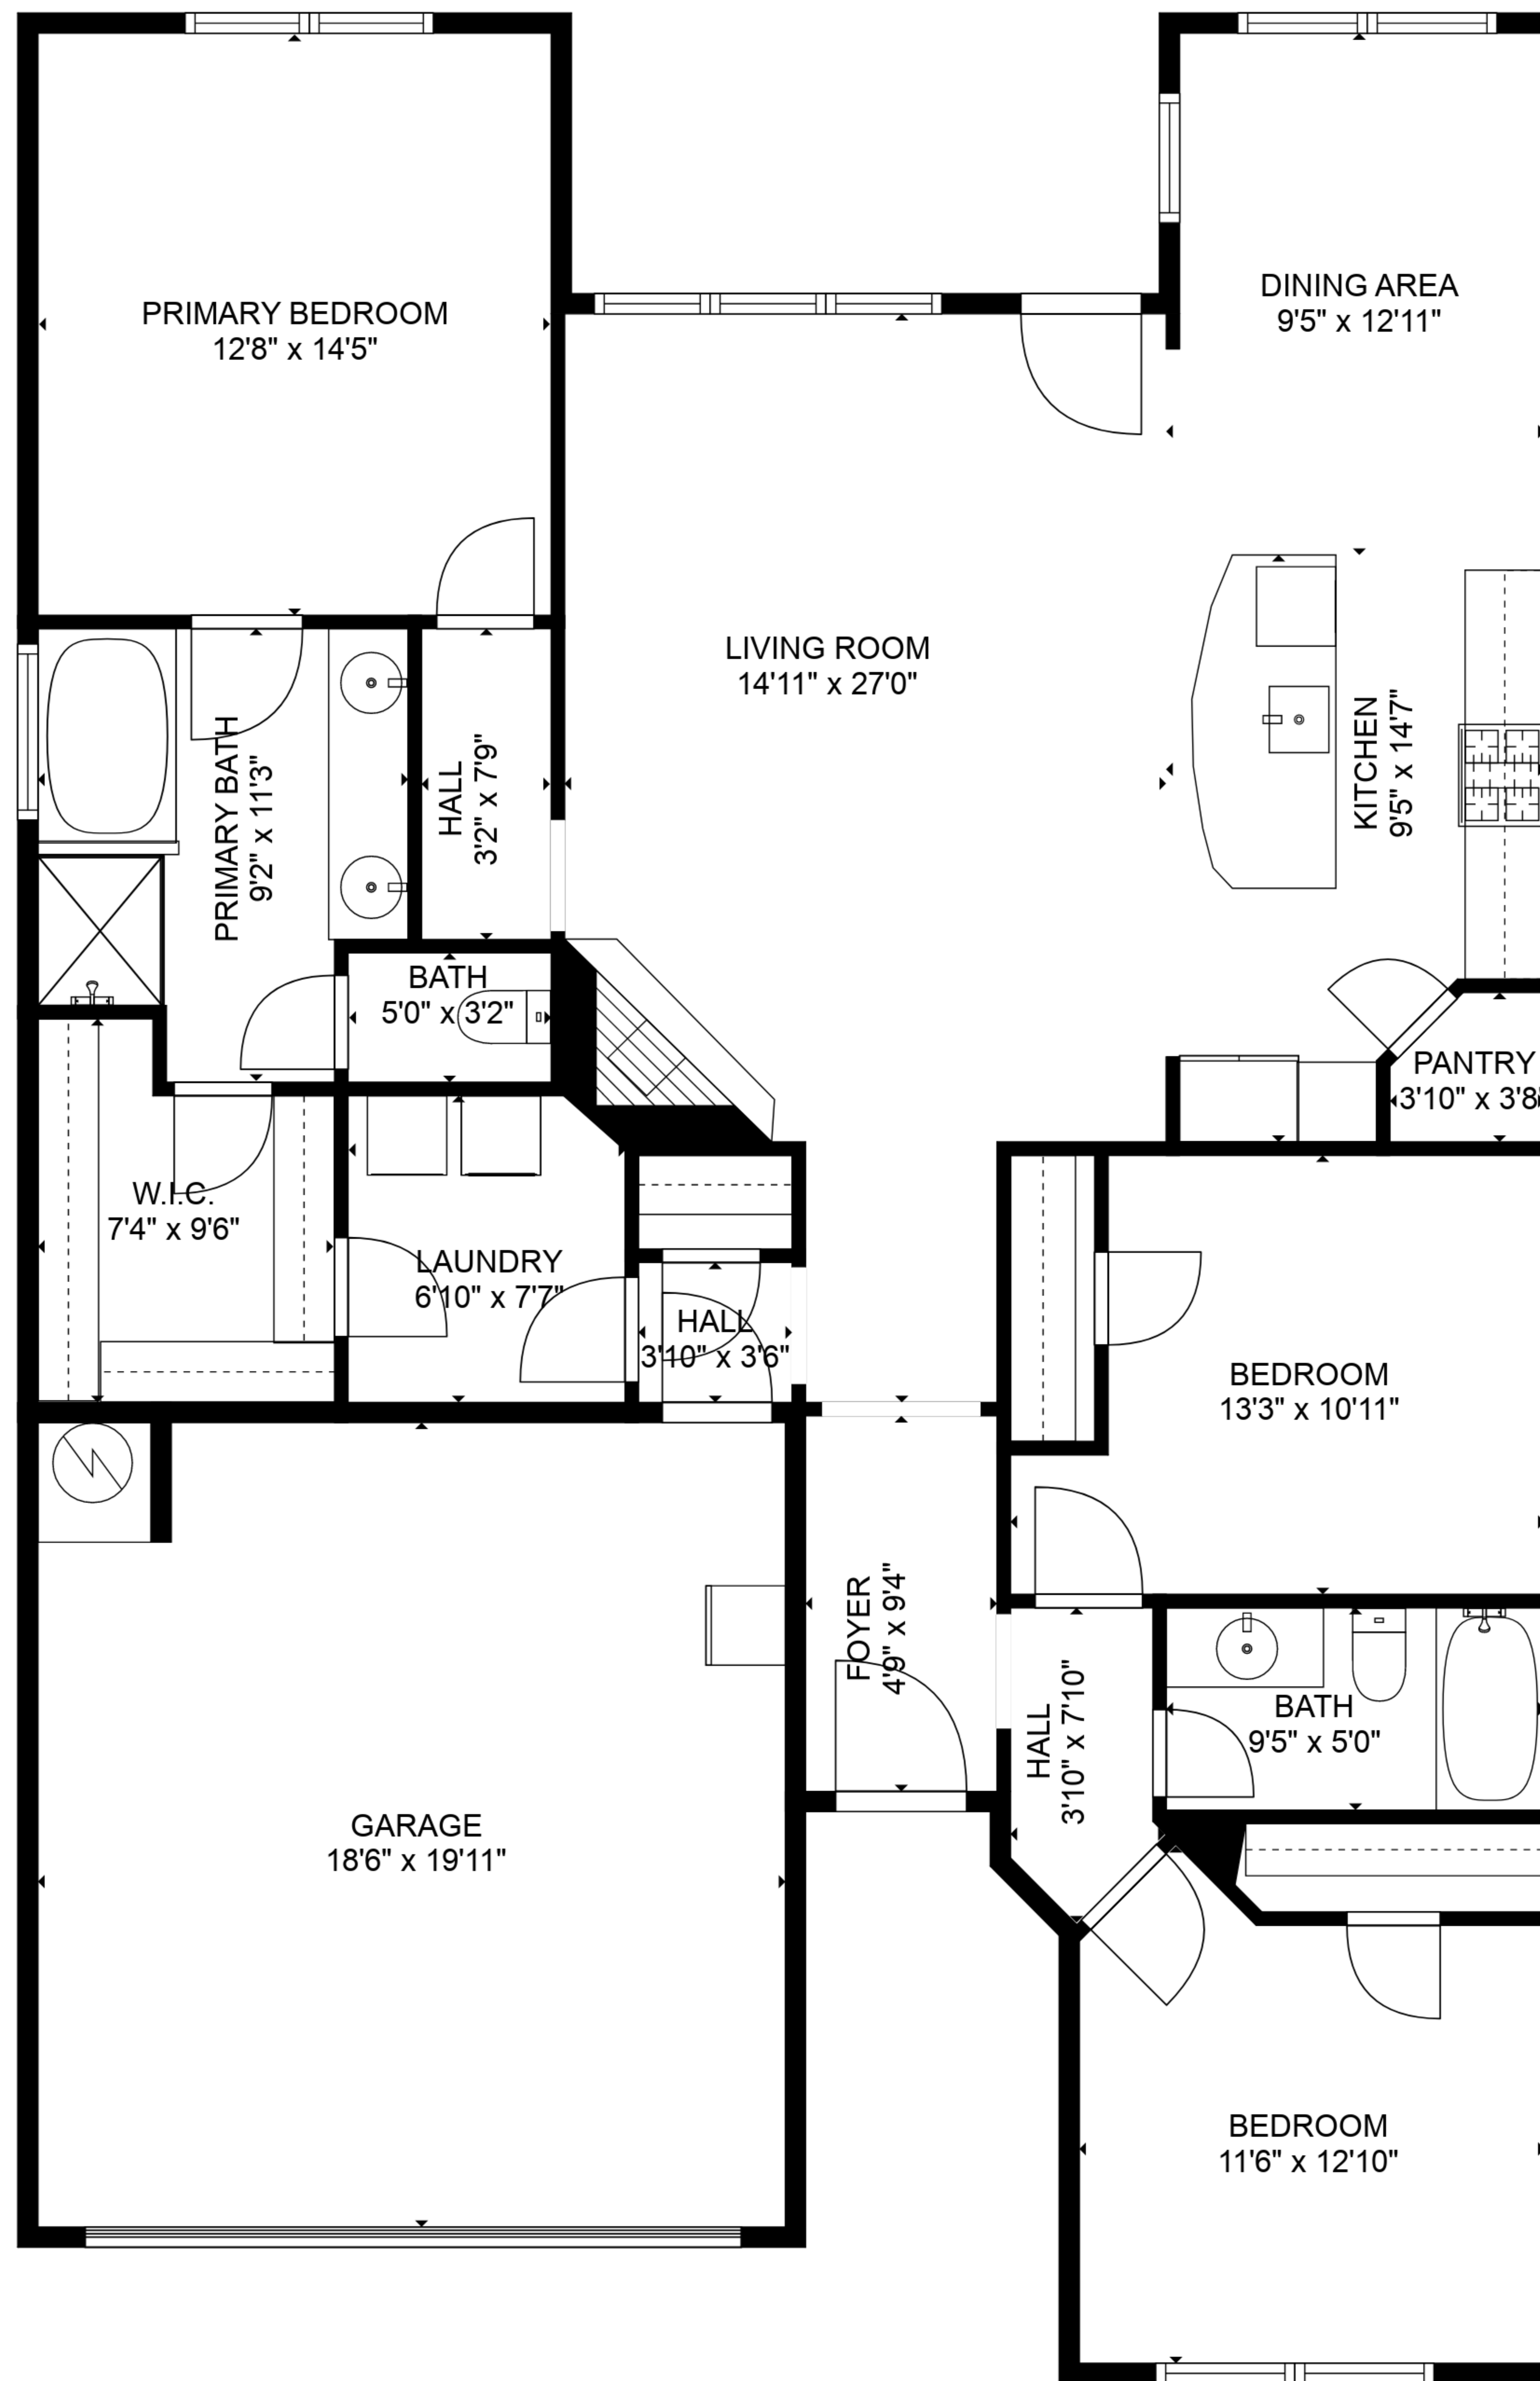 DINING AREA
9'5" x 12'11"
PRIMARY BEDROOM
12'8" x 14'5"
LIVING ROOM
14'11" x 27'0"
KITCHEN
9'5" x 14'7"
PRIMARY BATH
9'2" x 11'3"
HALL
3'2" x 7'9"
BATH
5'0" x 3'2"
PANTRY
3'10" x 3'8
W.I.C.
7'4" x 9'6"
LAUNDRY
6'10" x 7'7"
HALL
3'10" x 3'6"
BEDROOM
13'3" x 10'11"
FOYER
4'9" x 9'4"
HALL
3'10" x 7'10"
BATH
9'5" x 5'0"
GARAGE
18'6" x 19'11"
BEDROOM
11'6" x 12'10"